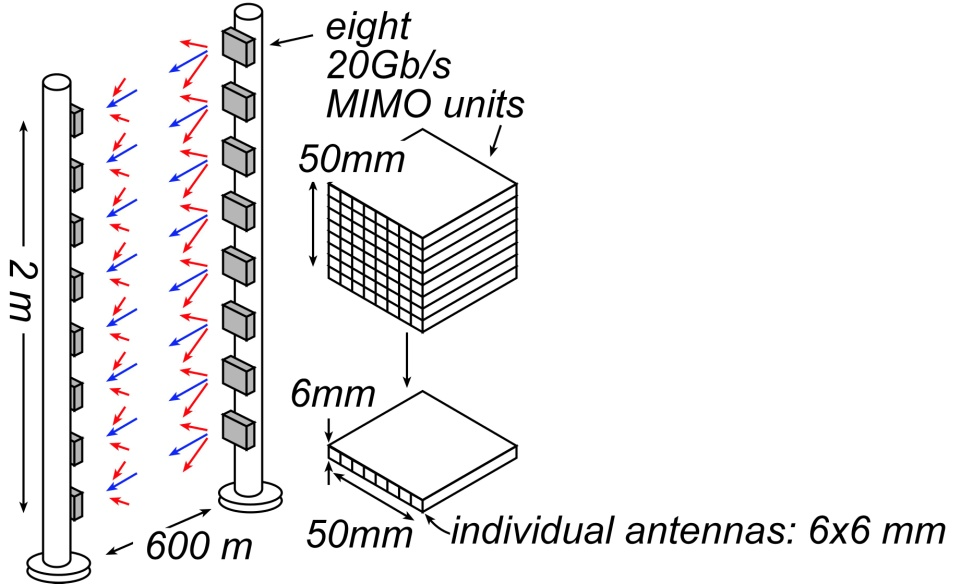 eight
20Gb/s
MIMO units
50mm
2 m
6mm
50mm
individual antennas: 6x6 mm
600 m